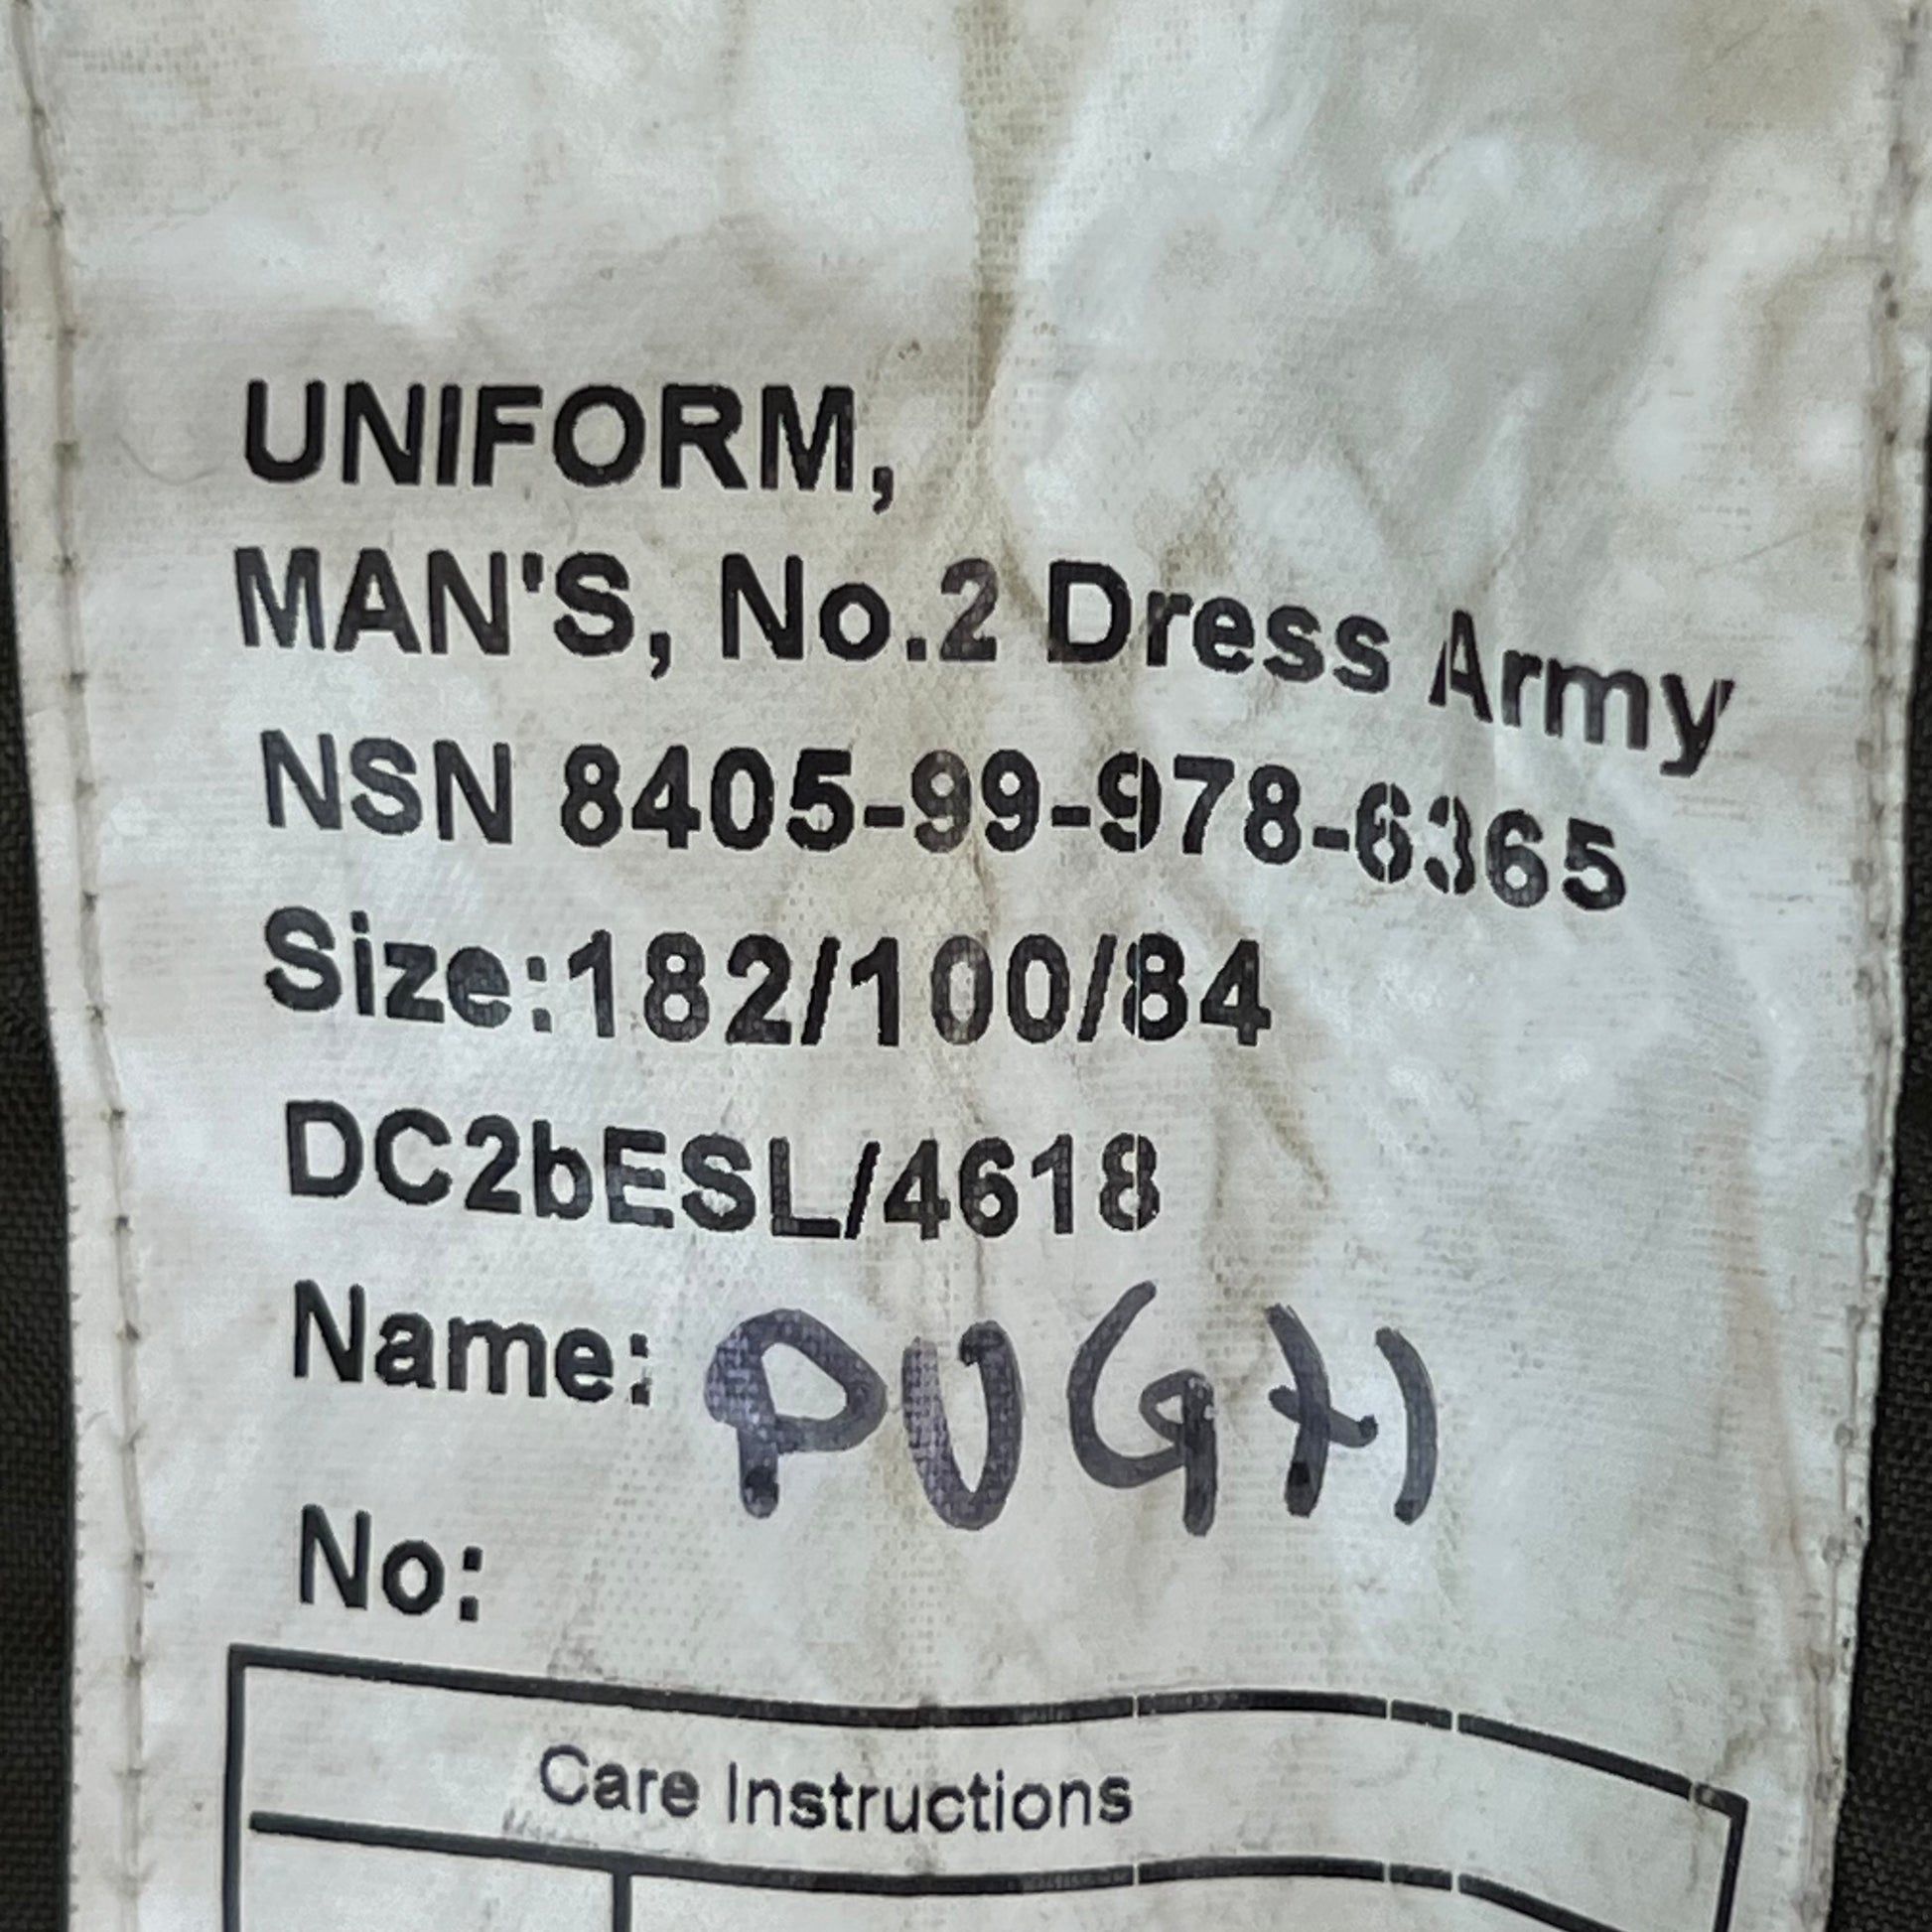 UNIFORM,
MAN'S, No.2 Dress Army
NSN 8405-99-978-6365
Size:182/100/84
DC2bESL/4618
Name: PUGH
No:
Care Instructions